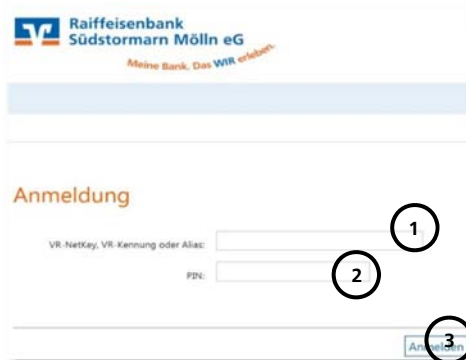 Raiffeisenbank
Südstormarn Mölln eG
Meine Bank. Das WIR erleben.
Anmeldung
VR-NetKey, VR-Kennung oder Alias:
1
PIN:
2
Anmelden
3